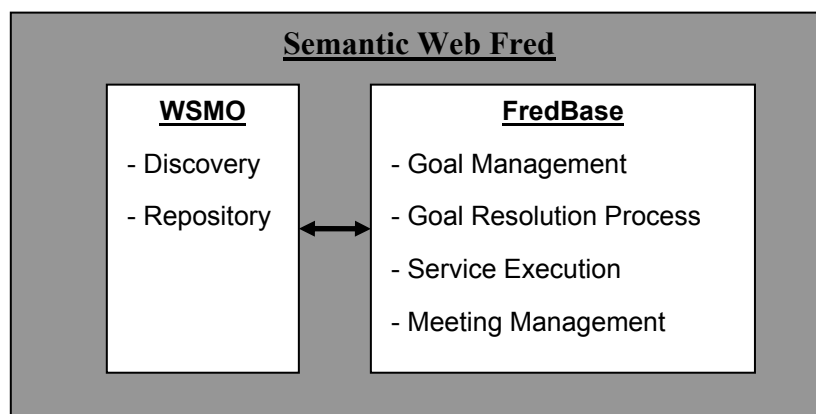 Semantic Web Fred
WSMO
- Discovery
- Repository
FredBase
- Goal Management
- Goal Resolution Process
- Service Execution
- Meeting Management